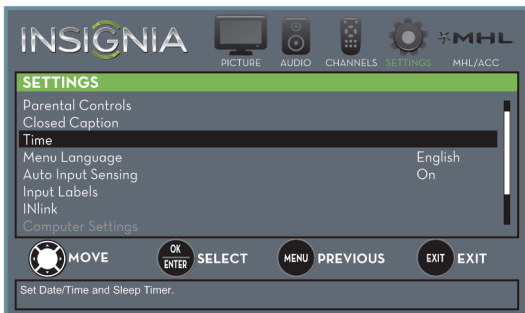 INSIGNIA
PICTURE AUDIO CHANNELS SETTINGS MHL MHL/ACC
SETTINGS
Parental Controls
Closed Caption
Time
Menu Language English
Auto Input Sensing On
Input Labels
INlink
Computer Settings
MOVE OK ENTER SELECT MENU PREVIOUS EXIT EXIT
Set Date/Time and Sleep Timer.